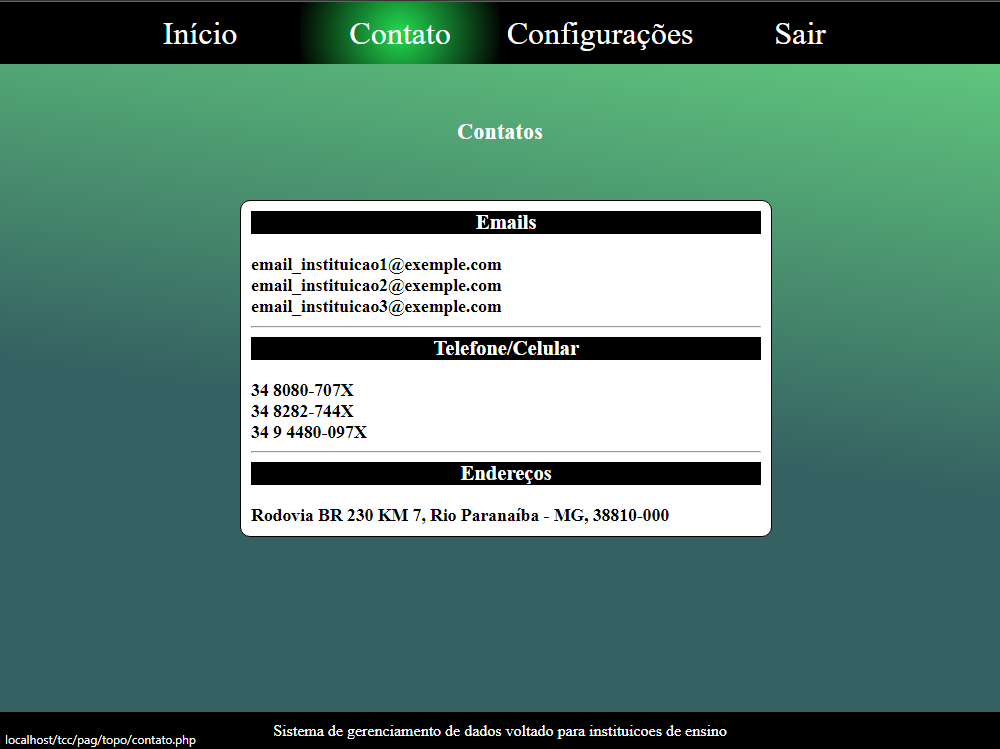 Início Contato Configurações Sair
Contatos
Emails
email_instituicao1@exemple.com
email_instituicao2@exemple.com
email_instituicao3@exemple.com
Telefone/Celular
34 8080-707X
34 8282-744X
34 9 4480-097X
Endereços
Rodovia BR 230 KM 7, Rio Paranaíba - MG, 38810-000
Sistema de gerenciamento de dados voltado para instituicoes de ensino
localhost/tcc/pag/topo/contato.php